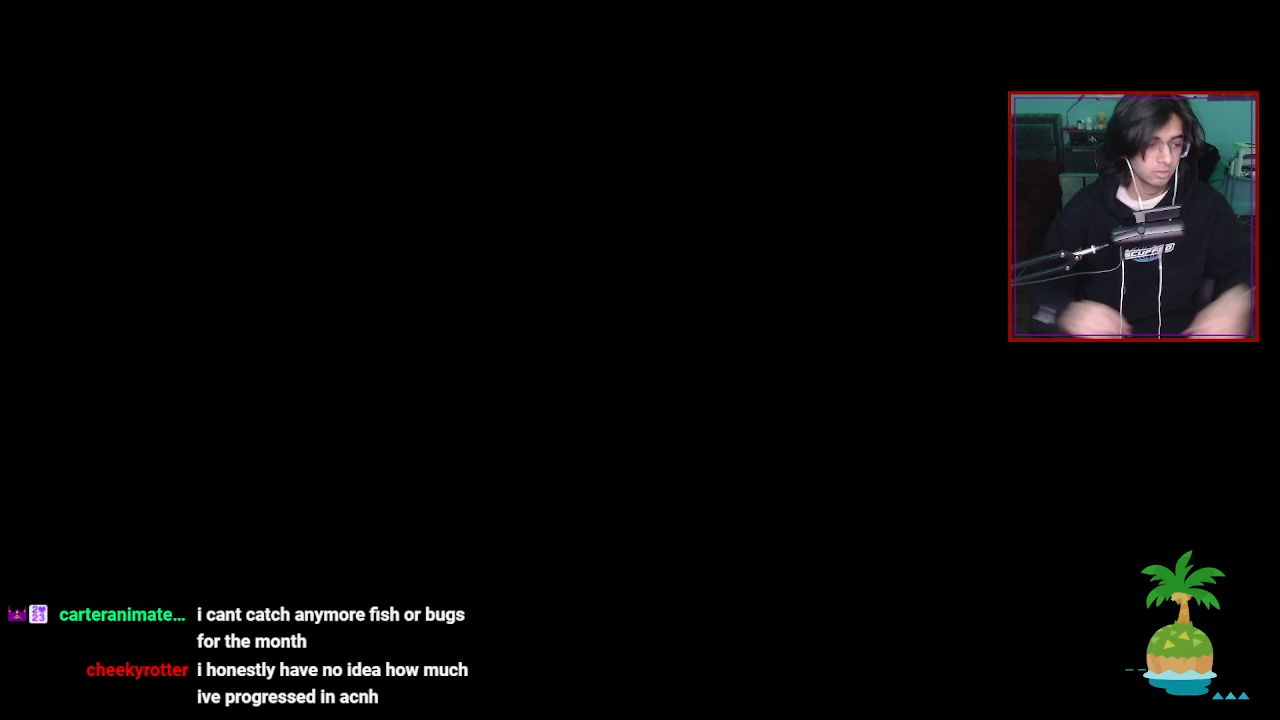 SCUFFED
carteranimate... i cant catch anymore fish or bugs
for the month
cheekyrotter i honestly have no idea how much
ive progressed in acnh